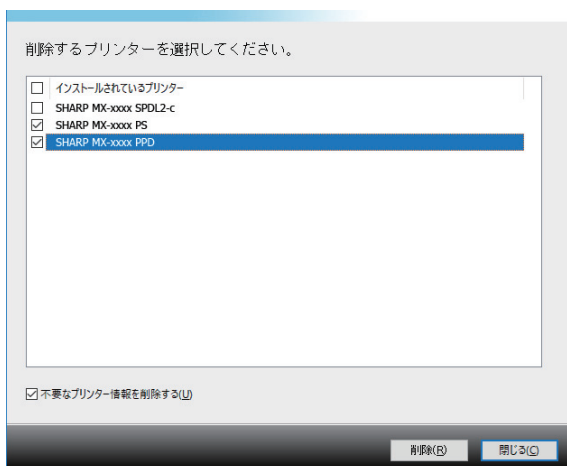 削除するプリンターを選択してください。
インストールされているプリンター
SHARP MX-xxxx SPDL2-c
SHARP MX-xxxx PS
SHARP MX-xxxx PPD
不要なプリンター情報を削除する(U)
削除(R) 閉じる(C)